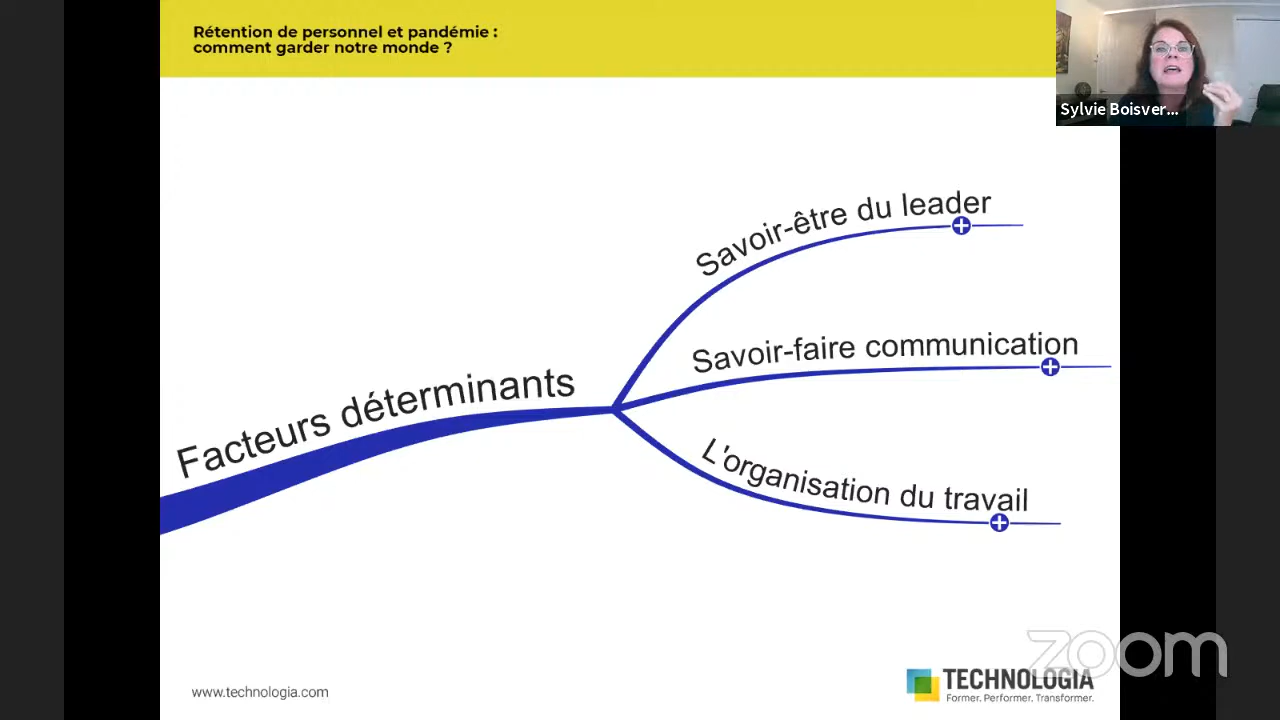 Rétention de personnel et pandémie :
comment garder notre monde ?
Sylvie Boisver...
Savoir-être du leader
Savoir-faire communication
Facteurs déterminants
L'organisation du travail
www.technologia.com
TECHNOLOGIA
Former. Performer. Transformer.
zoom